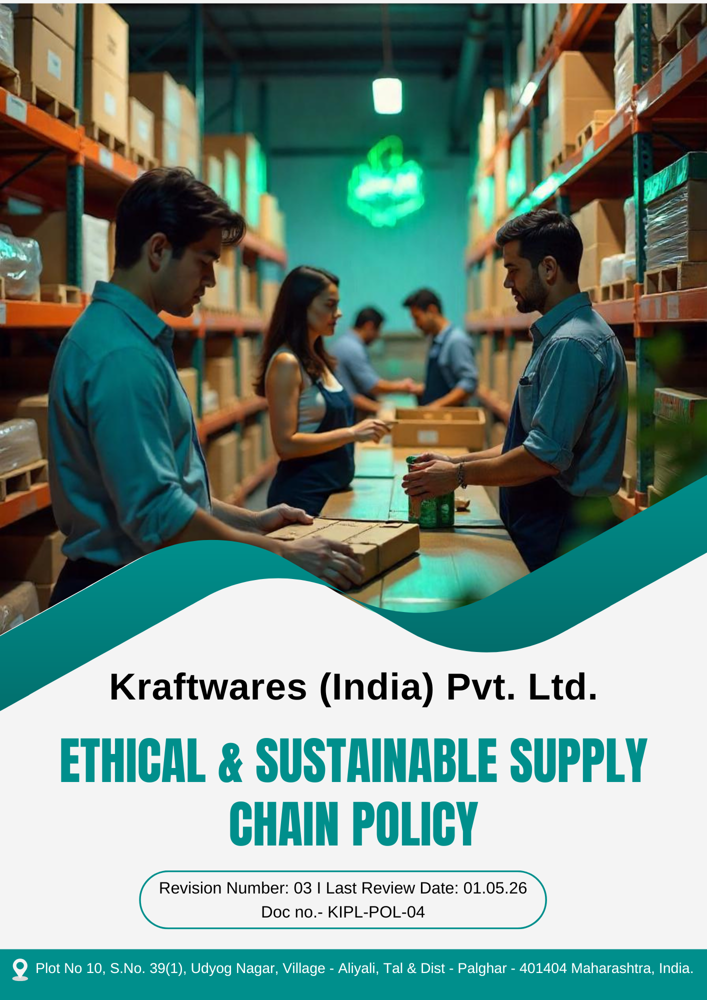 Kraftwares (India) Pvt. Ltd.
ETHICAL & SUSTAINABLE SUPPLY
CHAIN POLICY
Revision Number: 03 I Last Review Date: 01.05.26
Doc no.- KIPL-POL-04
Plot No 10, S.No. 39(1), Udyog Nagar, Village - Aliyali, Tal & Dist - Palghar - 401404 Maharashtra, India.